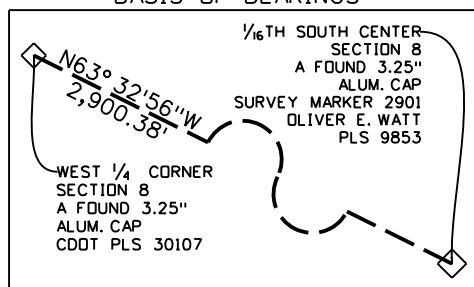 BASIS OF BEARINGS
1/16TH SOUTH CENTER
SECTION 8
A FOUND 3.25"
ALUM. CAP
SURVEY MARKER 2901
OLIVER E. WATT
PLS 9853
N63° 32'56"W
2,900.38'
WEST 1/4 CORNER
SECTION 8
A FOUND 3.25"
ALUM. CAP
CDOT PLS 30107